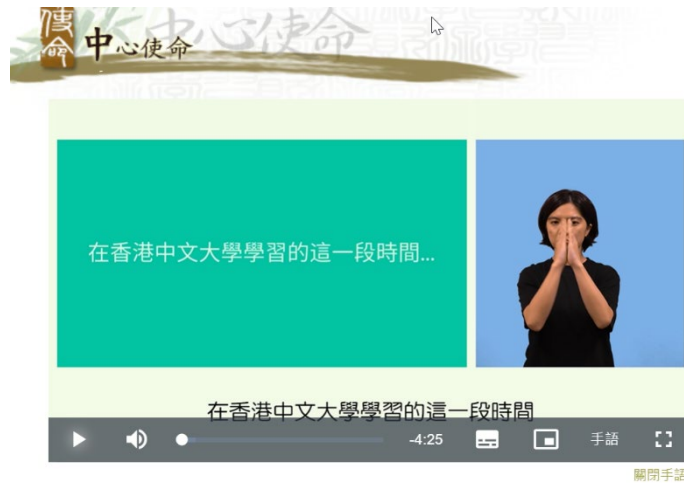 使命
中心使命
中心使命
在香港中文大學學習的這一段時間...
在香港中文大學學習的這一段時間
-4:25
手語
關閉手語